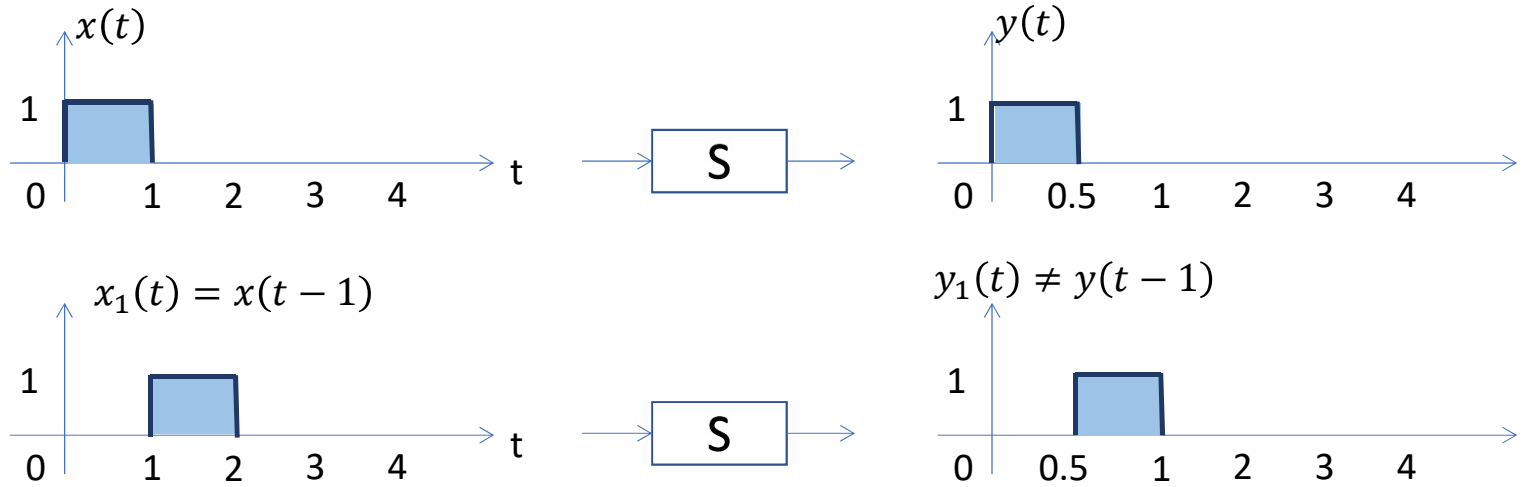 x(t)
y(t)
1
S
1
0 1 2 3 4 t
0 0.5 1 2 3 4
x₁(t) = x(t − 1)
y₁(t) ≠ y(t − 1)
1
S
1
0 1 2 3 4 t
0 0.5 1 2 3 4